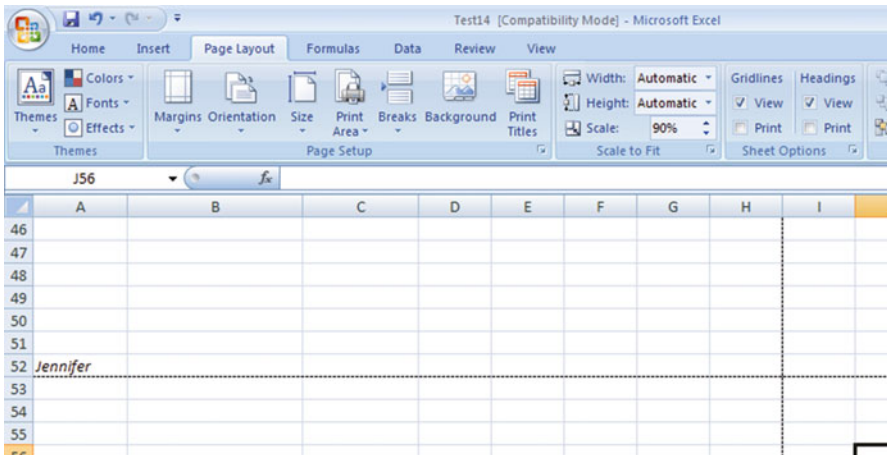 Test14 [Compatibility Mode] - Microsoft Excel
Home Insert Page Layout Formulas Data Review View
Aa Colors Width: Automatic Gridlines Headings
A Fonts Height: Automatic View View
Themes Effects Margins Orientation Size Print Area Breaks Background Print Titles Scale: 90% Print Print
Themes Page Setup Scale to Fit Sheet Options
J56 fx
A B C D E F G H I
46
47
48
49
50
51
52 Jennifer
53
54
55
56